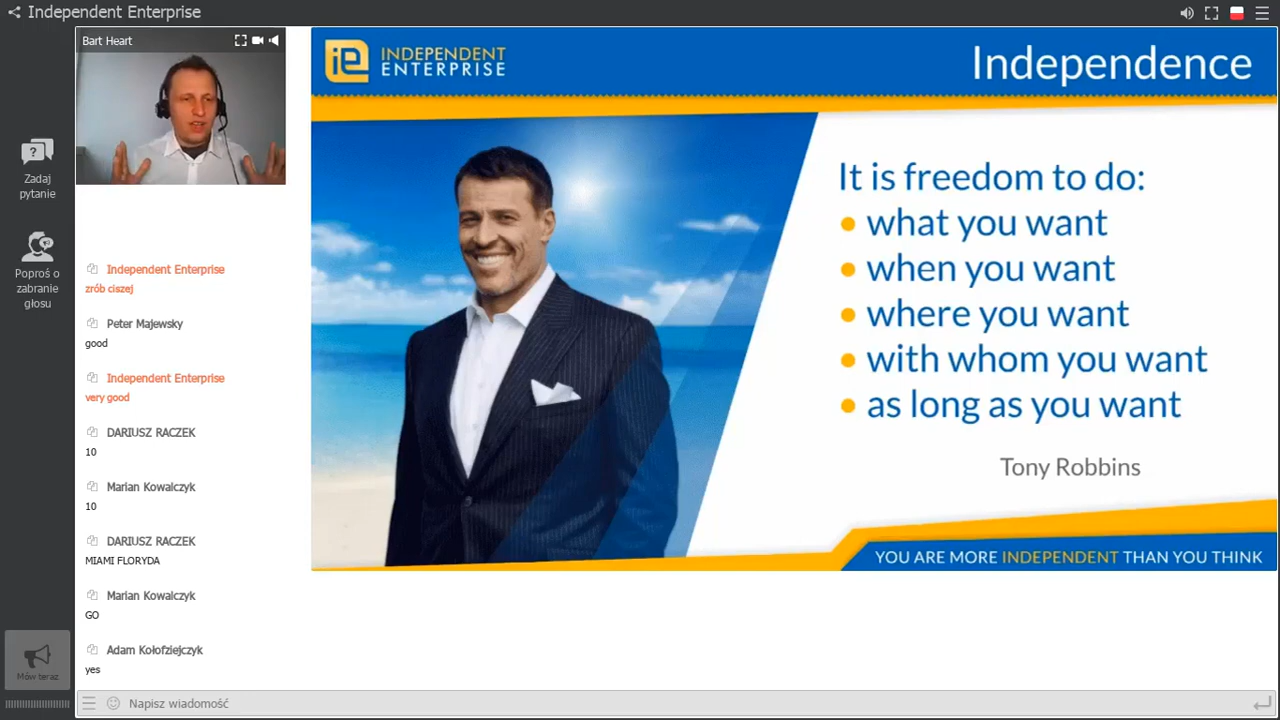 Independent Enterprise
Bart Heart
Zadaj
pytanie
Poproś o
zabranie
głosu
Mów teraz
Independent Enterprise
zrób ciszej
Peter Majewsky
good
Independent Enterprise
very good
DARIUSZ RACZEK
10
Marian Kowalczyk
10
DARIUSZ RACZEK
MIAMI FLORYDA
Marian Kowalczyk
GO
Adam Kołofziejczyk
yes
Napisz wiadomość
ie
INDEPENDENT
ENTERPRISE
Independence
It is freedom to do:
• what you want
• when you want
• where you want
• with whom you want
• as long as you want
Tony Robbins
YOU ARE MORE INDEPENDENT THAN YOU THINK